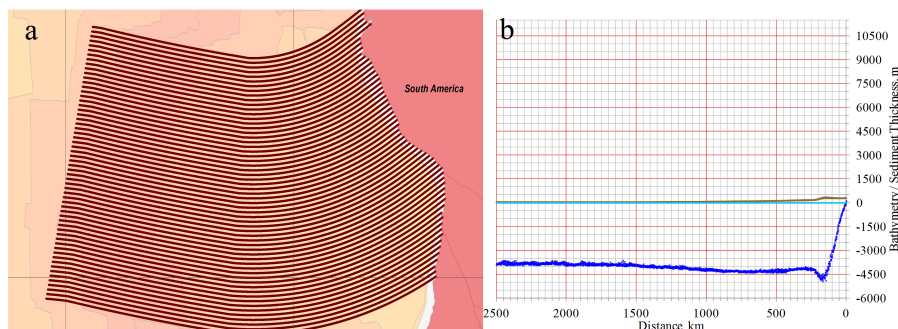 a
South America
b
10500
9000
7500
6000
4500
3000
1500
0
-1500
-3000
-4500
-6000
Bathymetry / Sediment Thickness, m
2500 2000 1500 1000 500 0
Distance, km